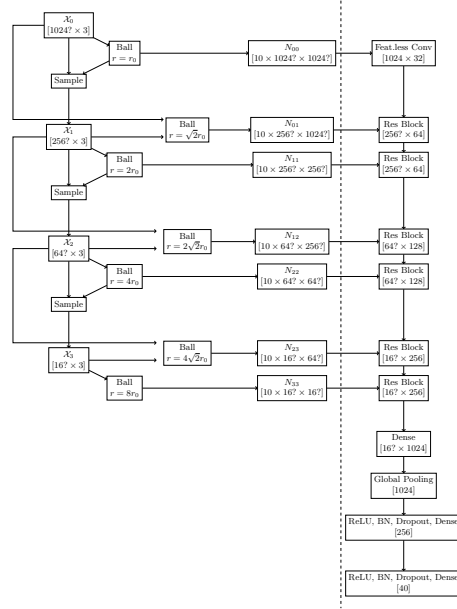 X₀
[1024? × 3]
Ball
r = r₀
N₀₀
[10 × 1024? × 1024?]
Feat.less Conv
[1024 × 32]
Sample
X₁
[256? × 3]
Ball
r = √2r₀
N₀₁
[10 × 256? × 1024?]
Res Block
[256? × 64]
Ball
r = 2r₀
N₁₁
[10 × 256? × 256?]
Res Block
[256? × 64]
Sample
X₂
[64? × 3]
Ball
r = 2√2r₀
N₁₂
[10 × 64? × 256?]
Res Block
[64? × 128]
Ball
r = 4r₀
N₂₂
[10 × 64? × 64?]
Res Block
[64? × 128]
Sample
X₃
[16? × 3]
Ball
r = 4√2r₀
N₂₃
[10 × 16? × 64?]
Res Block
[16? × 256]
Ball
r = 8r₀
N₃₃
[10 × 16? × 16?]
Res Block
[16? × 256]
Dense
[16? × 1024]
Global Pooling
[1024]
ReLU, BN, Dropout, Dense
[256]
ReLU, BN, Dropout, Dense
[40]